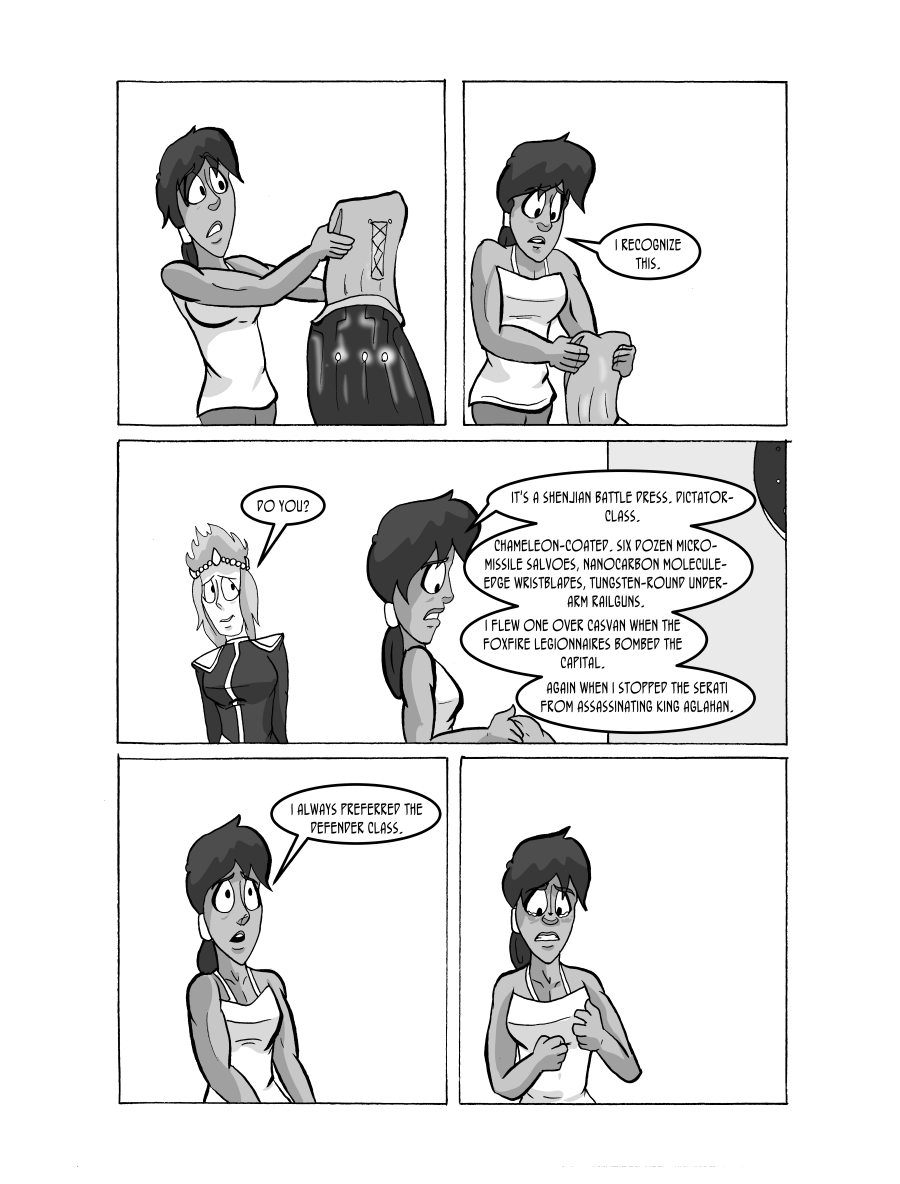 I RECOGNIZE
THIS.
DO YOU?
IT'S A SHENJIAN BATTLE DRESS. DICTATOR-
CLASS.
CHAMELEON-COATED. SIX DOZEN MICRO-
MISSILE SALVOES, NANOCARBON MOLECULE-
EDGE WRISTBLADES, TUNGSTEN-ROUND UNDER-
ARM RAILGUNS.
I FLEW ONE OVER CASVAN WHEN THE
FOXFIRE LEGIONNAIRES BOMBED THE
CAPITAL.
AGAIN WHEN I STOPPED THE SERATI
FROM ASSASSINATING KING AGLAHAN.
I ALWAYS PREFERRED THE
DEFENDER CLASS.